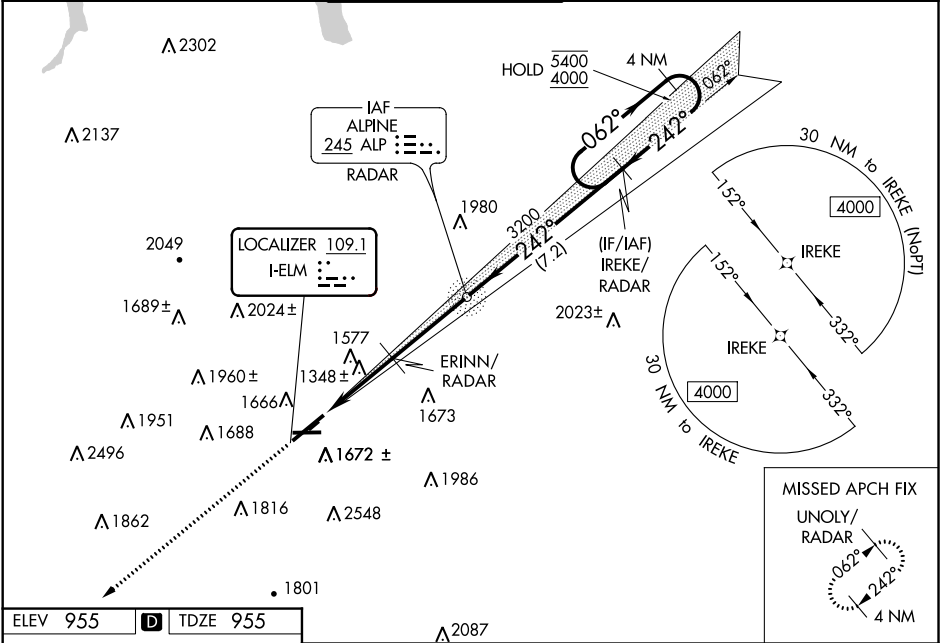 2302
2137
HOLD 5400
4000
4 NM
062°
062°
242°
IAF
ALPINE
245 ALP
RADAR
1980
3200
242°
(7.2)
(IF/IAF)
IREKE/
RADAR
30 NM to IREKE (NoPT)
4000
152°
IREKE
332°
30 NM to IREKE
4000
152°
IREKE
332°
2049
LOCALIZER 109.1
I-ELM
1689±
2024±
2023±
1577
1348±
ERINN/
RADAR
1960±
1666
1673
1951
1688
2496
1672 ±
1986
1816
2548
1862
1801
2087
MISSED APCH FIX
UNOLY/
RADAR
062°
242°
4 NM
ELEV 955 D TDZE 955